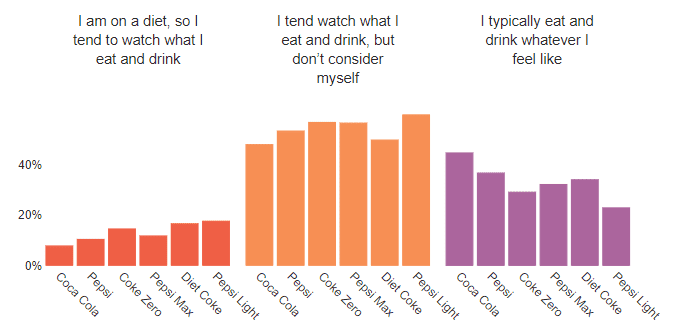 I am on a diet, so I
tend to watch what I
eat and drink
I tend watch what I
eat and drink, but
don't consider
myself
I typically eat and
drink whatever I
feel like
40%
20%
0%
Coca Cola
Pepsi
Coke Zero
Pepsi Max
Diet Coke
Pepsi Light
Coca Cola
Pepsi
Coke Zero
Pepsi Max
Diet Coke
Pepsi Light
Coca Cola
Pepsi
Coke Zero
Pepsi Max
Diet Coke
Pepsi Light